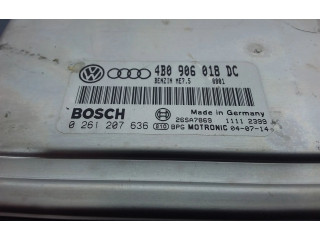 4B0 906 018 DC
BENZIN ME7.5 0001
BOSCH
Made in Germany
26SA7869 1111 2399
0 261 207 636 BPG MOTRONIC 04-07-14